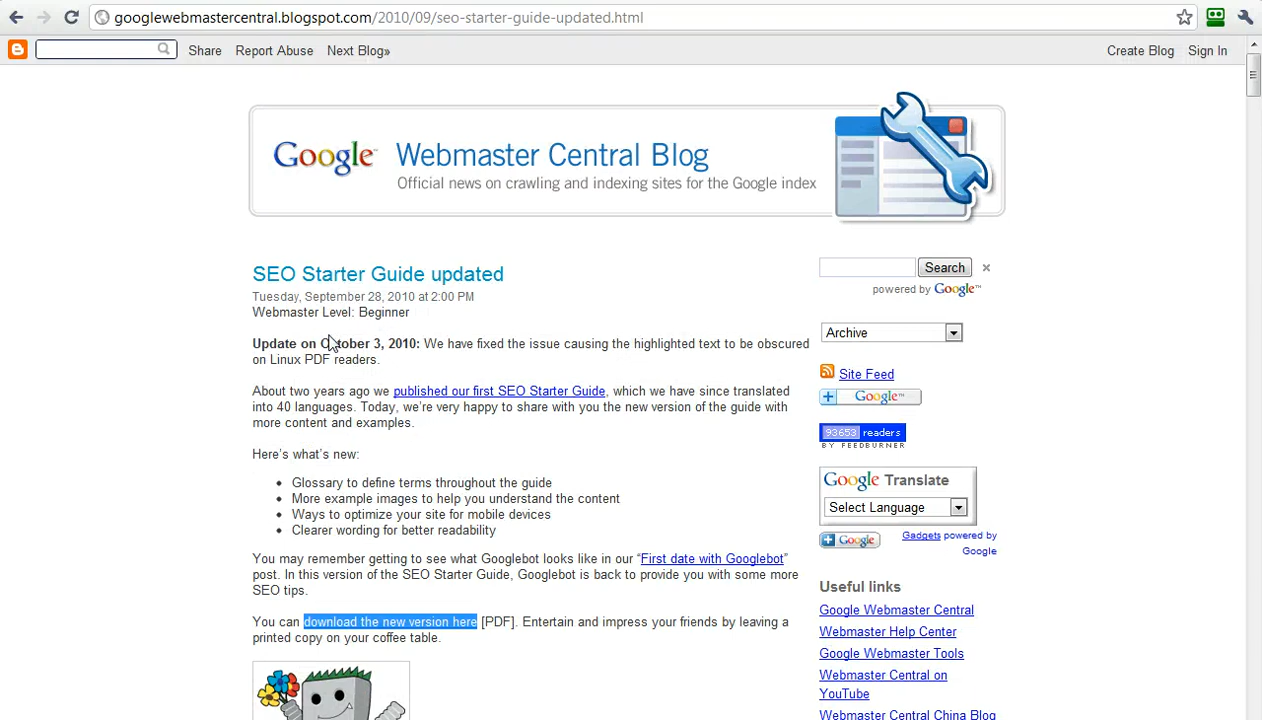 googlewebmastercentral.blogspot.com/2010/09/seo-starter-guide-updated.html
Share Report Abuse Next Blog» Create Blog Sign In
Google™ Webmaster Central Blog
Official news on crawling and indexing sites for the Google index
SEO Starter Guide updated
Tuesday, September 28, 2010 at 2:00 PM
Webmaster Level: Beginner
Update on October 3, 2010: We have fixed the issue causing the highlighted text to be obscured
on Linux PDF readers.
About two years ago we published our first SEO Starter Guide, which we have since translated
into 40 languages. Today, we're very happy to share with you the new version of the guide with
more content and examples.
Here's what's new:
• Glossary to define terms throughout the guide
• More example images to help you understand the content
• Ways to optimize your site for mobile devices
• Clearer wording for better readability
You may remember getting to see what Googlebot looks like in our “First date with Googlebot”
post. In this version of the SEO Starter Guide, Googlebot is back to provide you with some more
SEO tips.
You can download the new version here [PDF]. Entertain and impress your friends by leaving a
printed copy on your coffee table.
Search
powered by Google™
Archive
Site Feed
Google™
93653 readers
BY FEEDBURNER
Google Translate
Select Language
Google
Gadgets powered by
Google
Useful links
Google Webmaster Central
Webmaster Help Center
Google Webmaster Tools
Webmaster Central on
YouTube
Webmaster Central China Blog